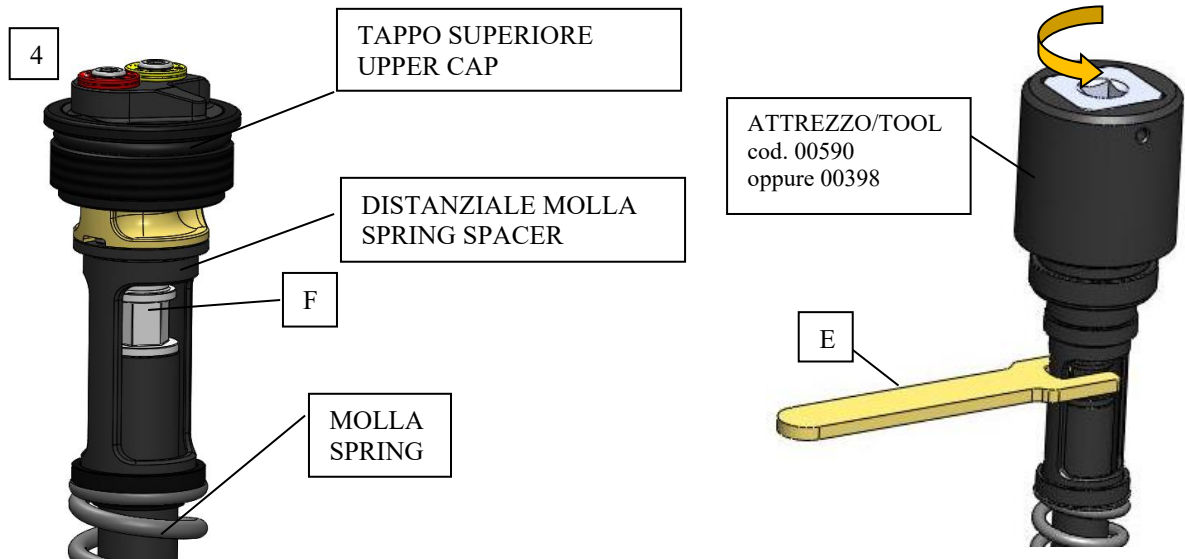 4
TAPPO SUPERIORE
UPPER CAP
DISTANZIALE MOLLA
SPRING SPACER
F
MOLLA
SPRING
ATTREZZO/TOOL
cod. 00590
oppure 00398
E